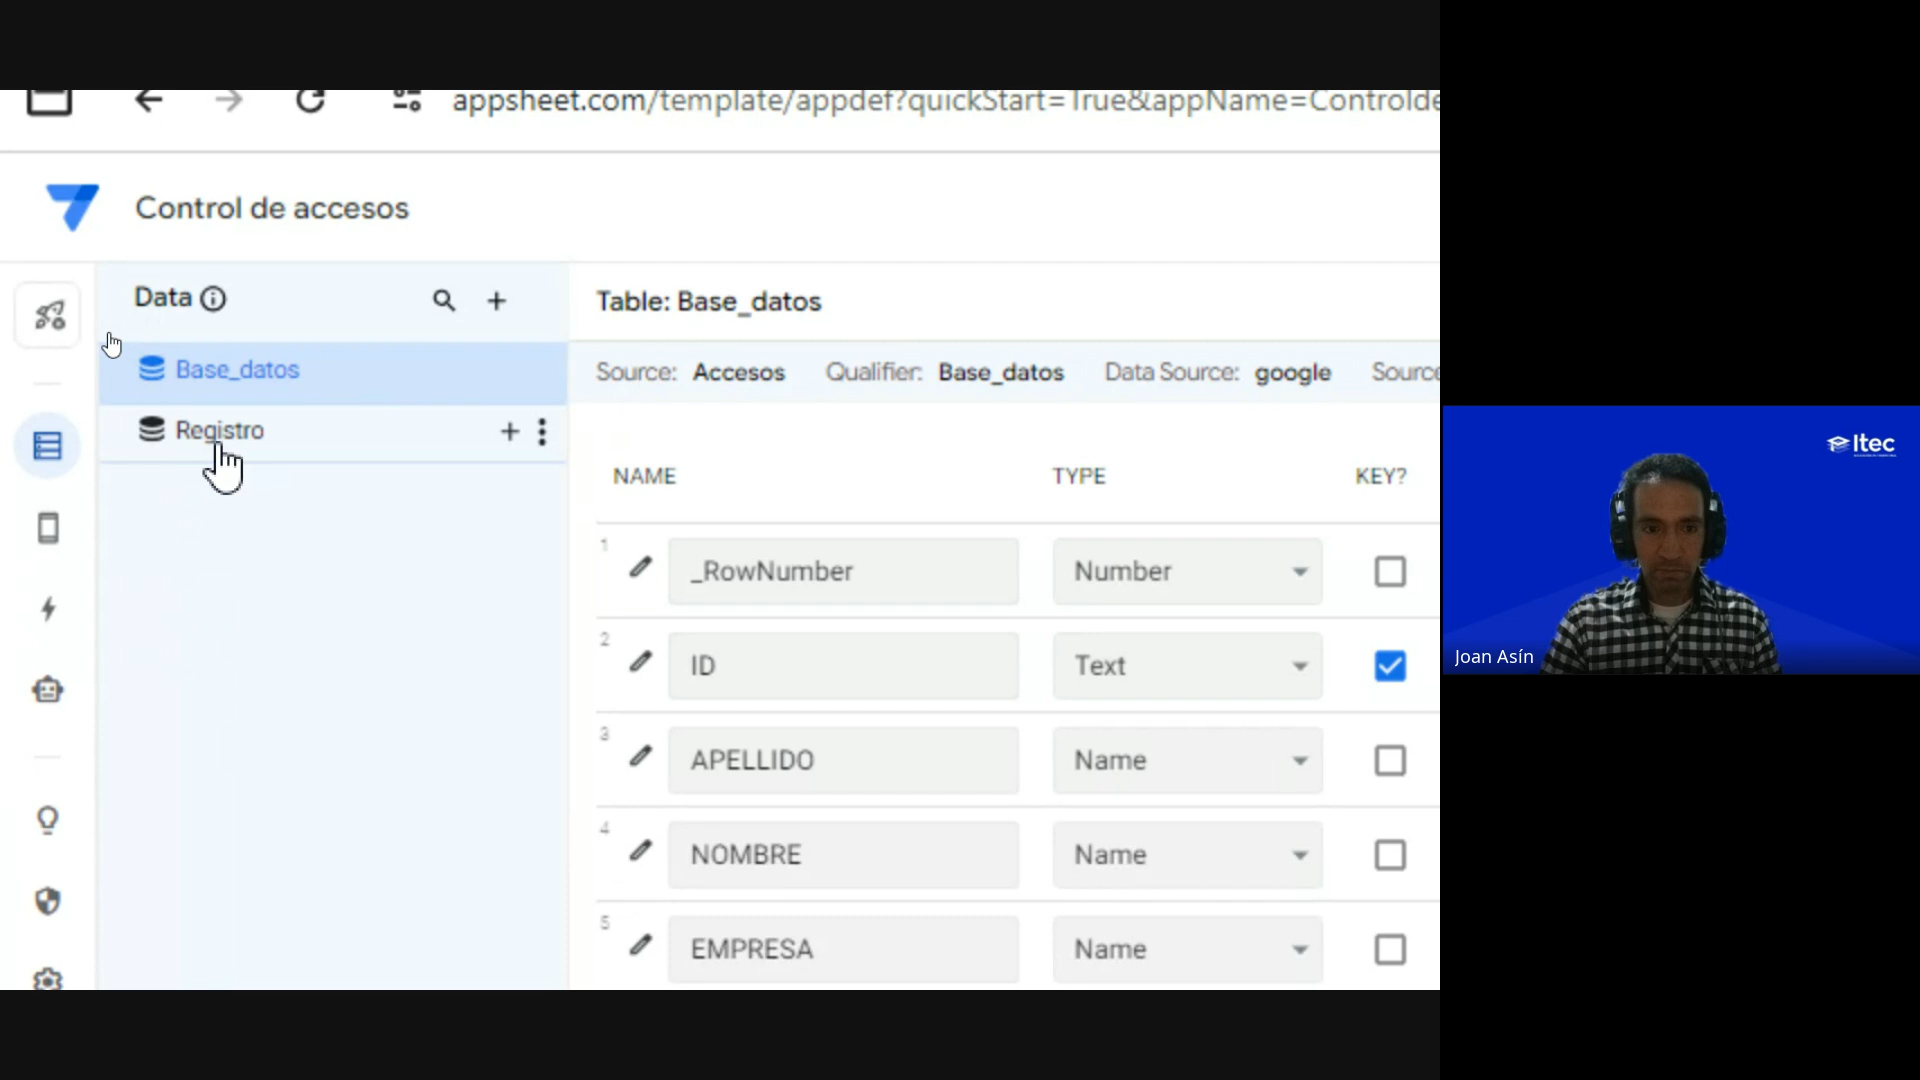 appsheet.com/template/appdef?quickStart=True&appName=Controlde
Control de accesos
Data
Base_datos
Registro
Table: Base_datos
Source: Accesos Qualifier: Base_datos Data Source: google Source
NAME TYPE KEY?
1 _RowNumber Number
2 ID Text
3 APELLIDO Name
4 NOMBRE Name
5 EMPRESA Name
Itec
Joan Asín